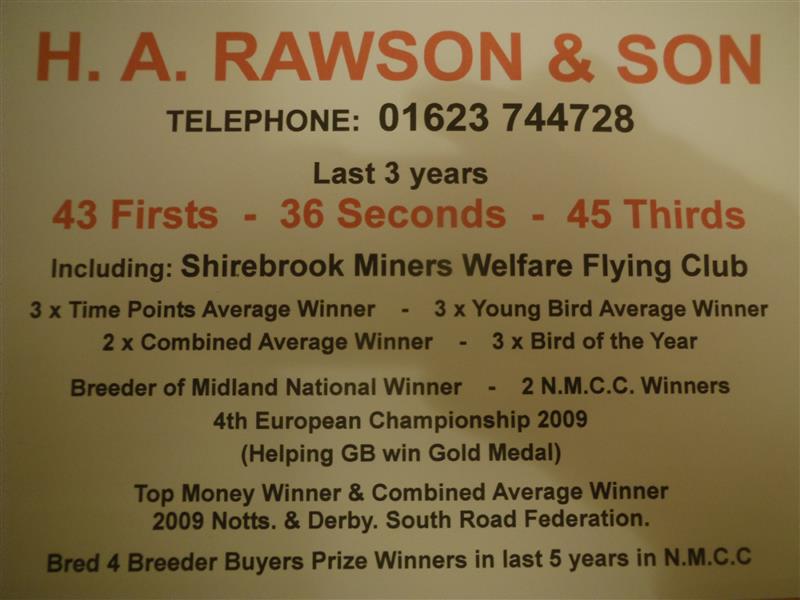 H. A. RAWSON & SON
TELEPHONE: 01623 744728
Last 3 years
43 Firsts - 36 Seconds - 45 Thirds
Including: Shirebrook Miners Welfare Flying Club
3 x Time Points Average Winner - 3 x Young Bird Average Winner
2 x Combined Average Winner - 3 x Bird of the Year
Breeder of Midland National Winner - 2 N.M.C.C. Winners
4th European Championship 2009
(Helping GB win Gold Medal)
Top Money Winner & Combined Average Winner
2009 Notts. & Derby. South Road Federation.
Bred 4 Breeder Buyers Prize Winners in last 5 years in N.M.C.C